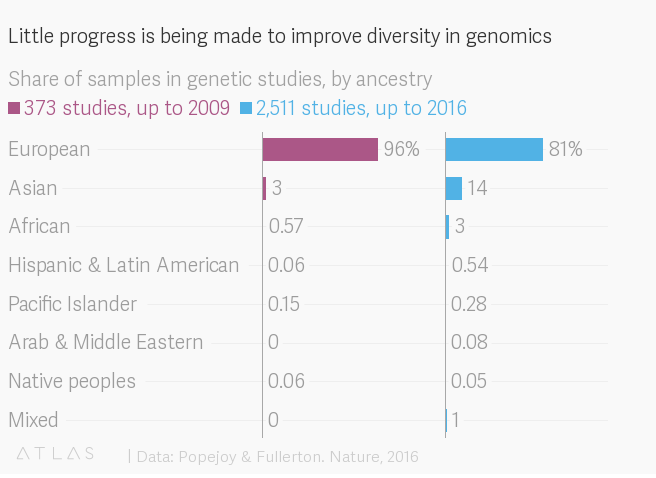 Little progress is being made to improve diversity in genomics
Share of samples in genetic studies, by ancestry
373 studies, up to 2009 2,511 studies, up to 2016
European 96% 81%
Asian 3 14
African 0.57 3
Hispanic & Latin American 0.06 0.54
Pacific Islander 0.15 0.28
Arab & Middle Eastern 0 0.08
Native peoples 0.06 0.05
Mixed 0 1
ATLAS | Data: Popejoy & Fullerton. Nature, 2016